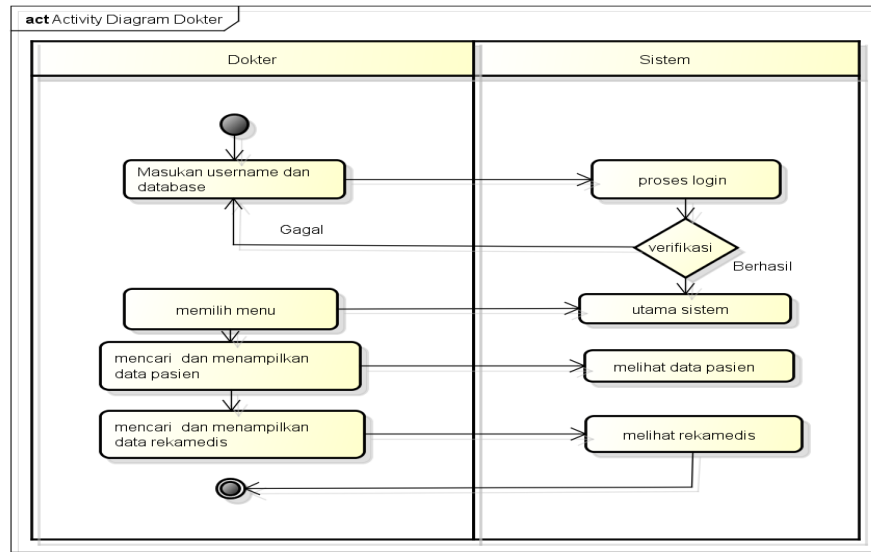 act Activity Diagram Dokter
Dokter
Sistem
Masukan username dan
database
proses login
verifikasi
Gagal
Berhasil
memilih menu
utama sistem
mencari dan menampilkan
data pasien
melihat data pasien
mencari dan menampilkan
data rekamedis
melihat rekamedis